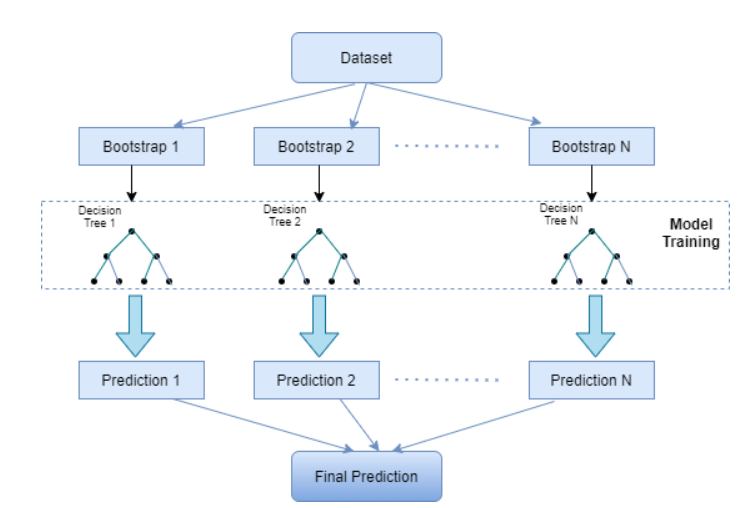 Dataset
Bootstrap 1
Bootstrap 2
Bootstrap N
Decision
Tree 1
Decision
Tree 2
Decision
Tree N
Model
Training
Prediction 1
Prediction 2
Prediction N
Final Prediction